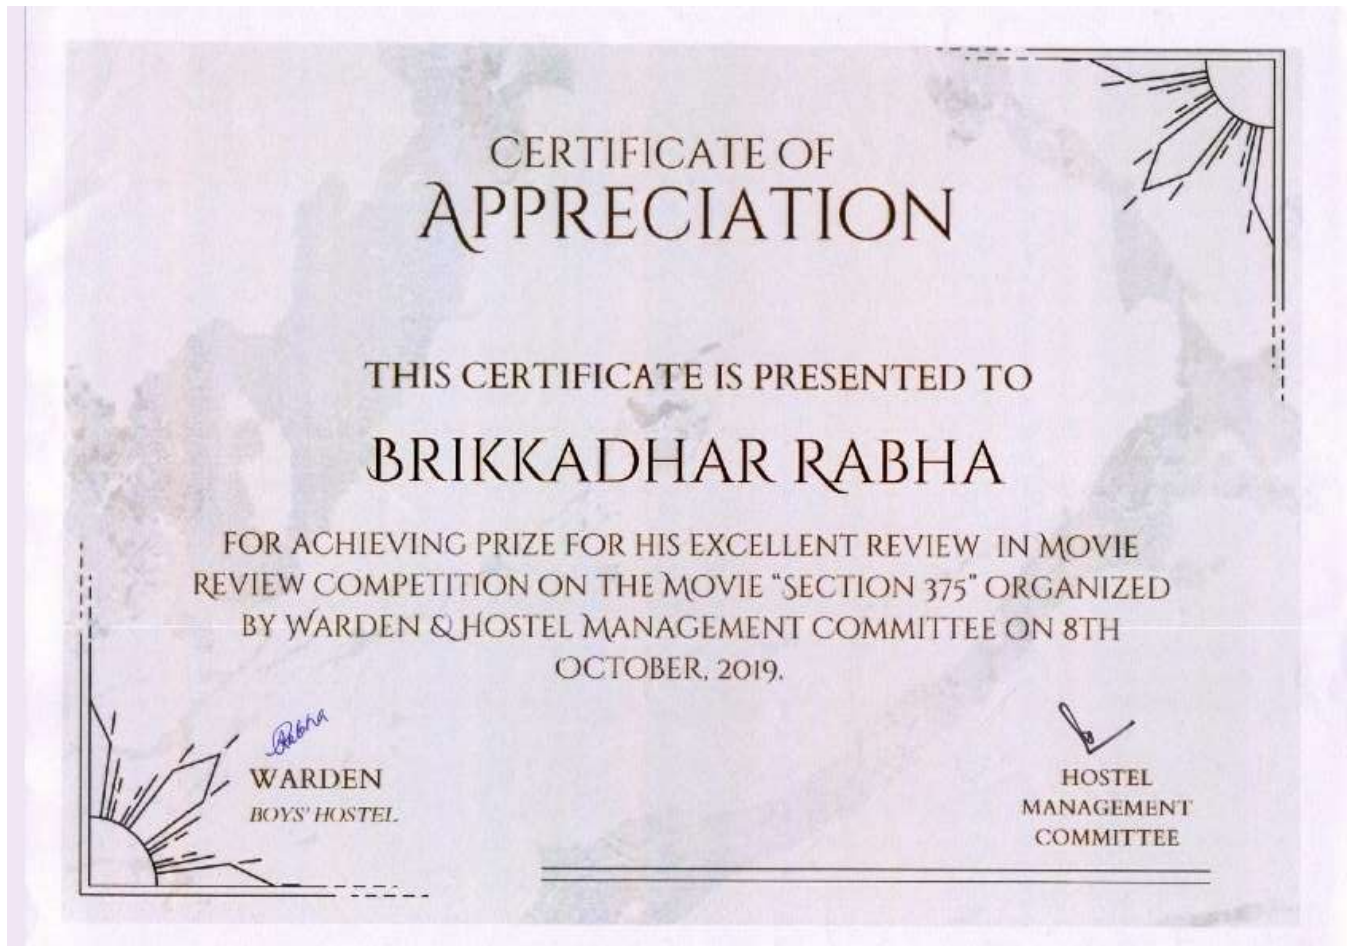 CERTIFICATE OF
APPRECIATION
THIS CERTIFICATE IS PRESENTED TO
BRIKKADHAR RABHA
FOR ACHIEVING PRIZE FOR HIS EXCELLENT REVIEW IN MOVIE
REVIEW COMPETITION ON THE MOVIE "SECTION 375" ORGANIZED
BY WARDEN & HOSTEL MANAGEMENT COMMITTEE ON 8TH
OCTOBER, 2019.
WARDEN
BOYS' HOSTEL
HOSTEL
MANAGEMENT
COMMITTEE